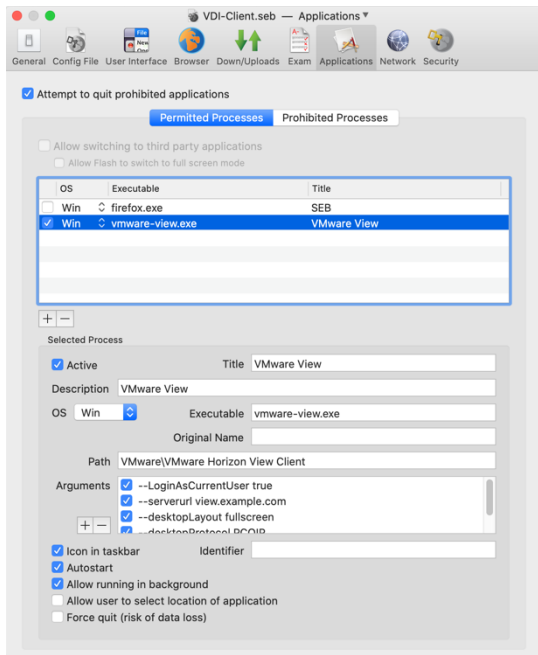 VDI-Client.seb — Applications
General Config File User Interface Browser Down/Uploads Exam Applications Network Security
Attempt to quit prohibited applications
Permitted Processes Prohibited Processes
Allow switching to third party applications
Allow Flash to switch to full screen mode
OS Executable Title
Win firefox.exe SEB
Win vmware-view.exe VMware View
Selected Process
Active Title VMware View
Description VMware View
OS Win Executable vmware-view.exe
Original Name
Path VMware\VMware Horizon View Client
Arguments --LoginAsCurrentUser true
--serverurl view.example.com
--desktopLayout fullscreen
--desktopProtocol PCOIP
Icon in taskbar Identifier
Autostart
Allow running in background
Allow user to select location of application
Force quit (risk of data loss)